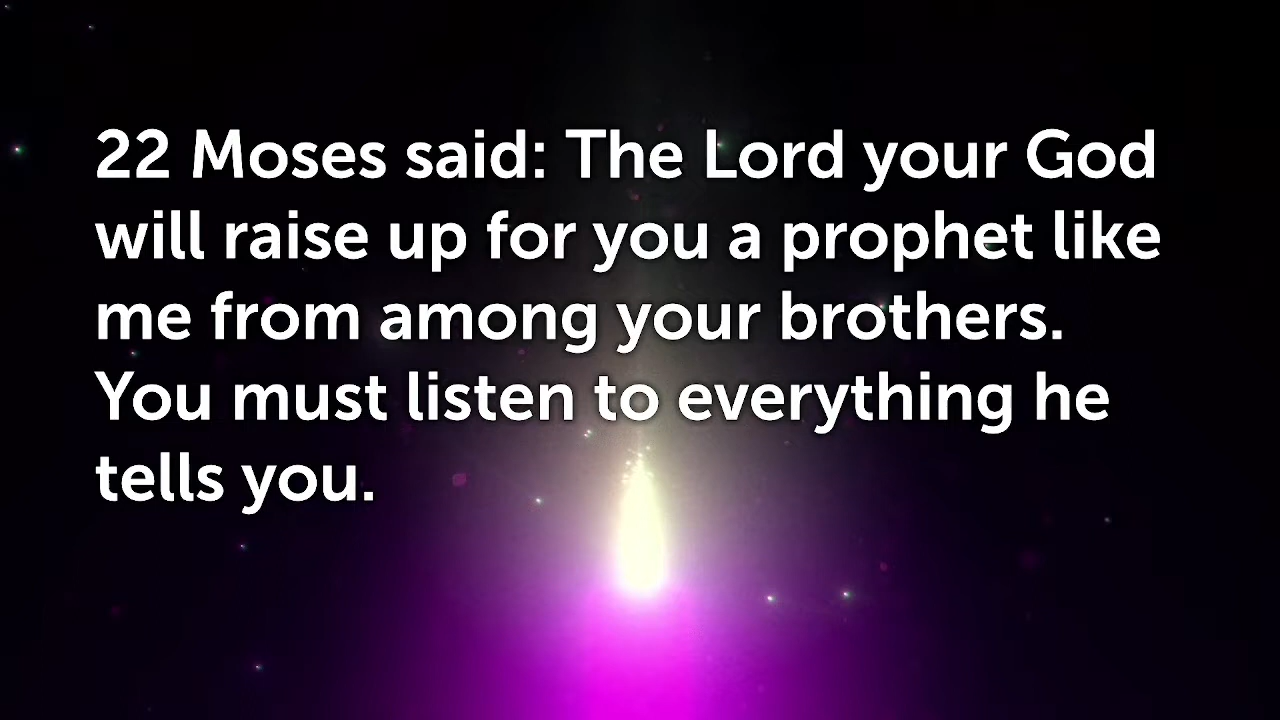 22 Moses said: The Lord your God
will raise up for you a prophet like
me from among your brothers.
You must listen to everything he
tells you.